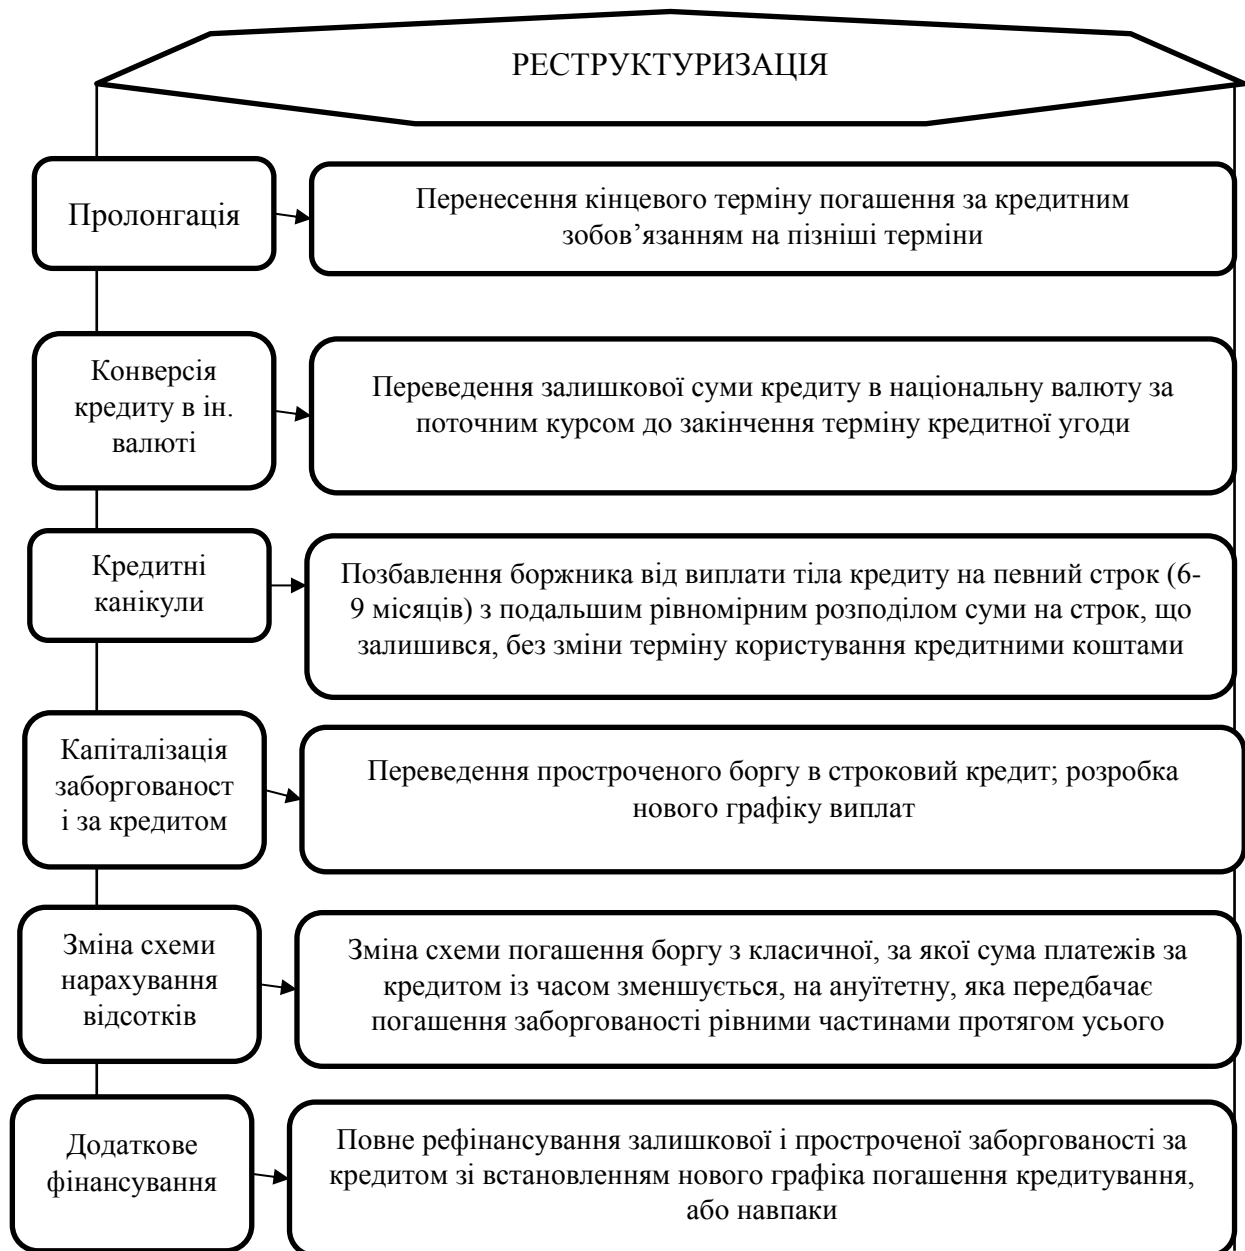 РЕСТРУКТУРИЗАЦІЯ
Пролонгація
Перенесення кінцевого терміну погашення за кредитним
зобов’язанням на пізніші терміни
Конверсія
кредиту в ін.
валюті
Переведення залишкової суми кредиту в національну валюту за
поточним курсом до закінчення терміну кредитної угоди
Кредитні
канікули
Позбавлення боржника від виплати тіла кредиту на певний строк (6-
9 місяців) з подальшим рівномірним розподілом суми на строк, що
залишився, без зміни терміну користування кредитними коштами
Капіталізація
заборгованост
і за кредитом
Переведення простроченого боргу в строковий кредит; розробка
нового графіку виплат
Зміна схеми
нарахування
відсотків
Зміна схеми погашення боргу з класичної, за якої сума платежів за
кредитом із часом зменшується, на ануїтетну, яка передбачає
погашення заборгованості рівними частинами протягом усього
Додаткове
фінансування
Повне рефінансування залишкової і простроченої заборгованості за
кредитом зі встановленням нового графіка погашення кредитування,
або навпаки